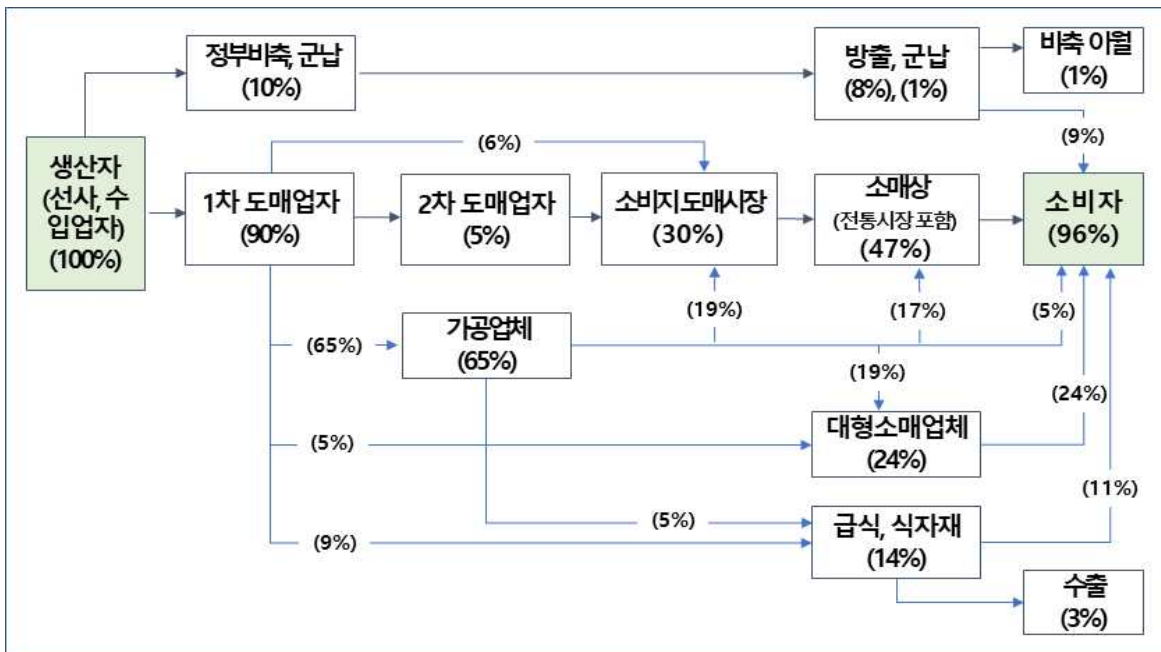 정부비축, 군납
(10%)
방출, 군납
(8%), (1%)
비축 이월
(1%)
(9%)
(6%)
생산자
(선사, 수
입업자)
(100%)
1차 도매업자
(90%)
2차 도매업자
(5%)
소비지도매시장
(30%)
소매상
(전통시장 포함)
(47%)
소비자
(96%)
(19%)
(17%)
(5%)
(65%)
가공업체
(65%)
(19%)
(24%)
(5%)
대형소매업체
(24%)
(11%)
(5%)
(9%)
급식, 식자재
(14%)
수출
(3%)